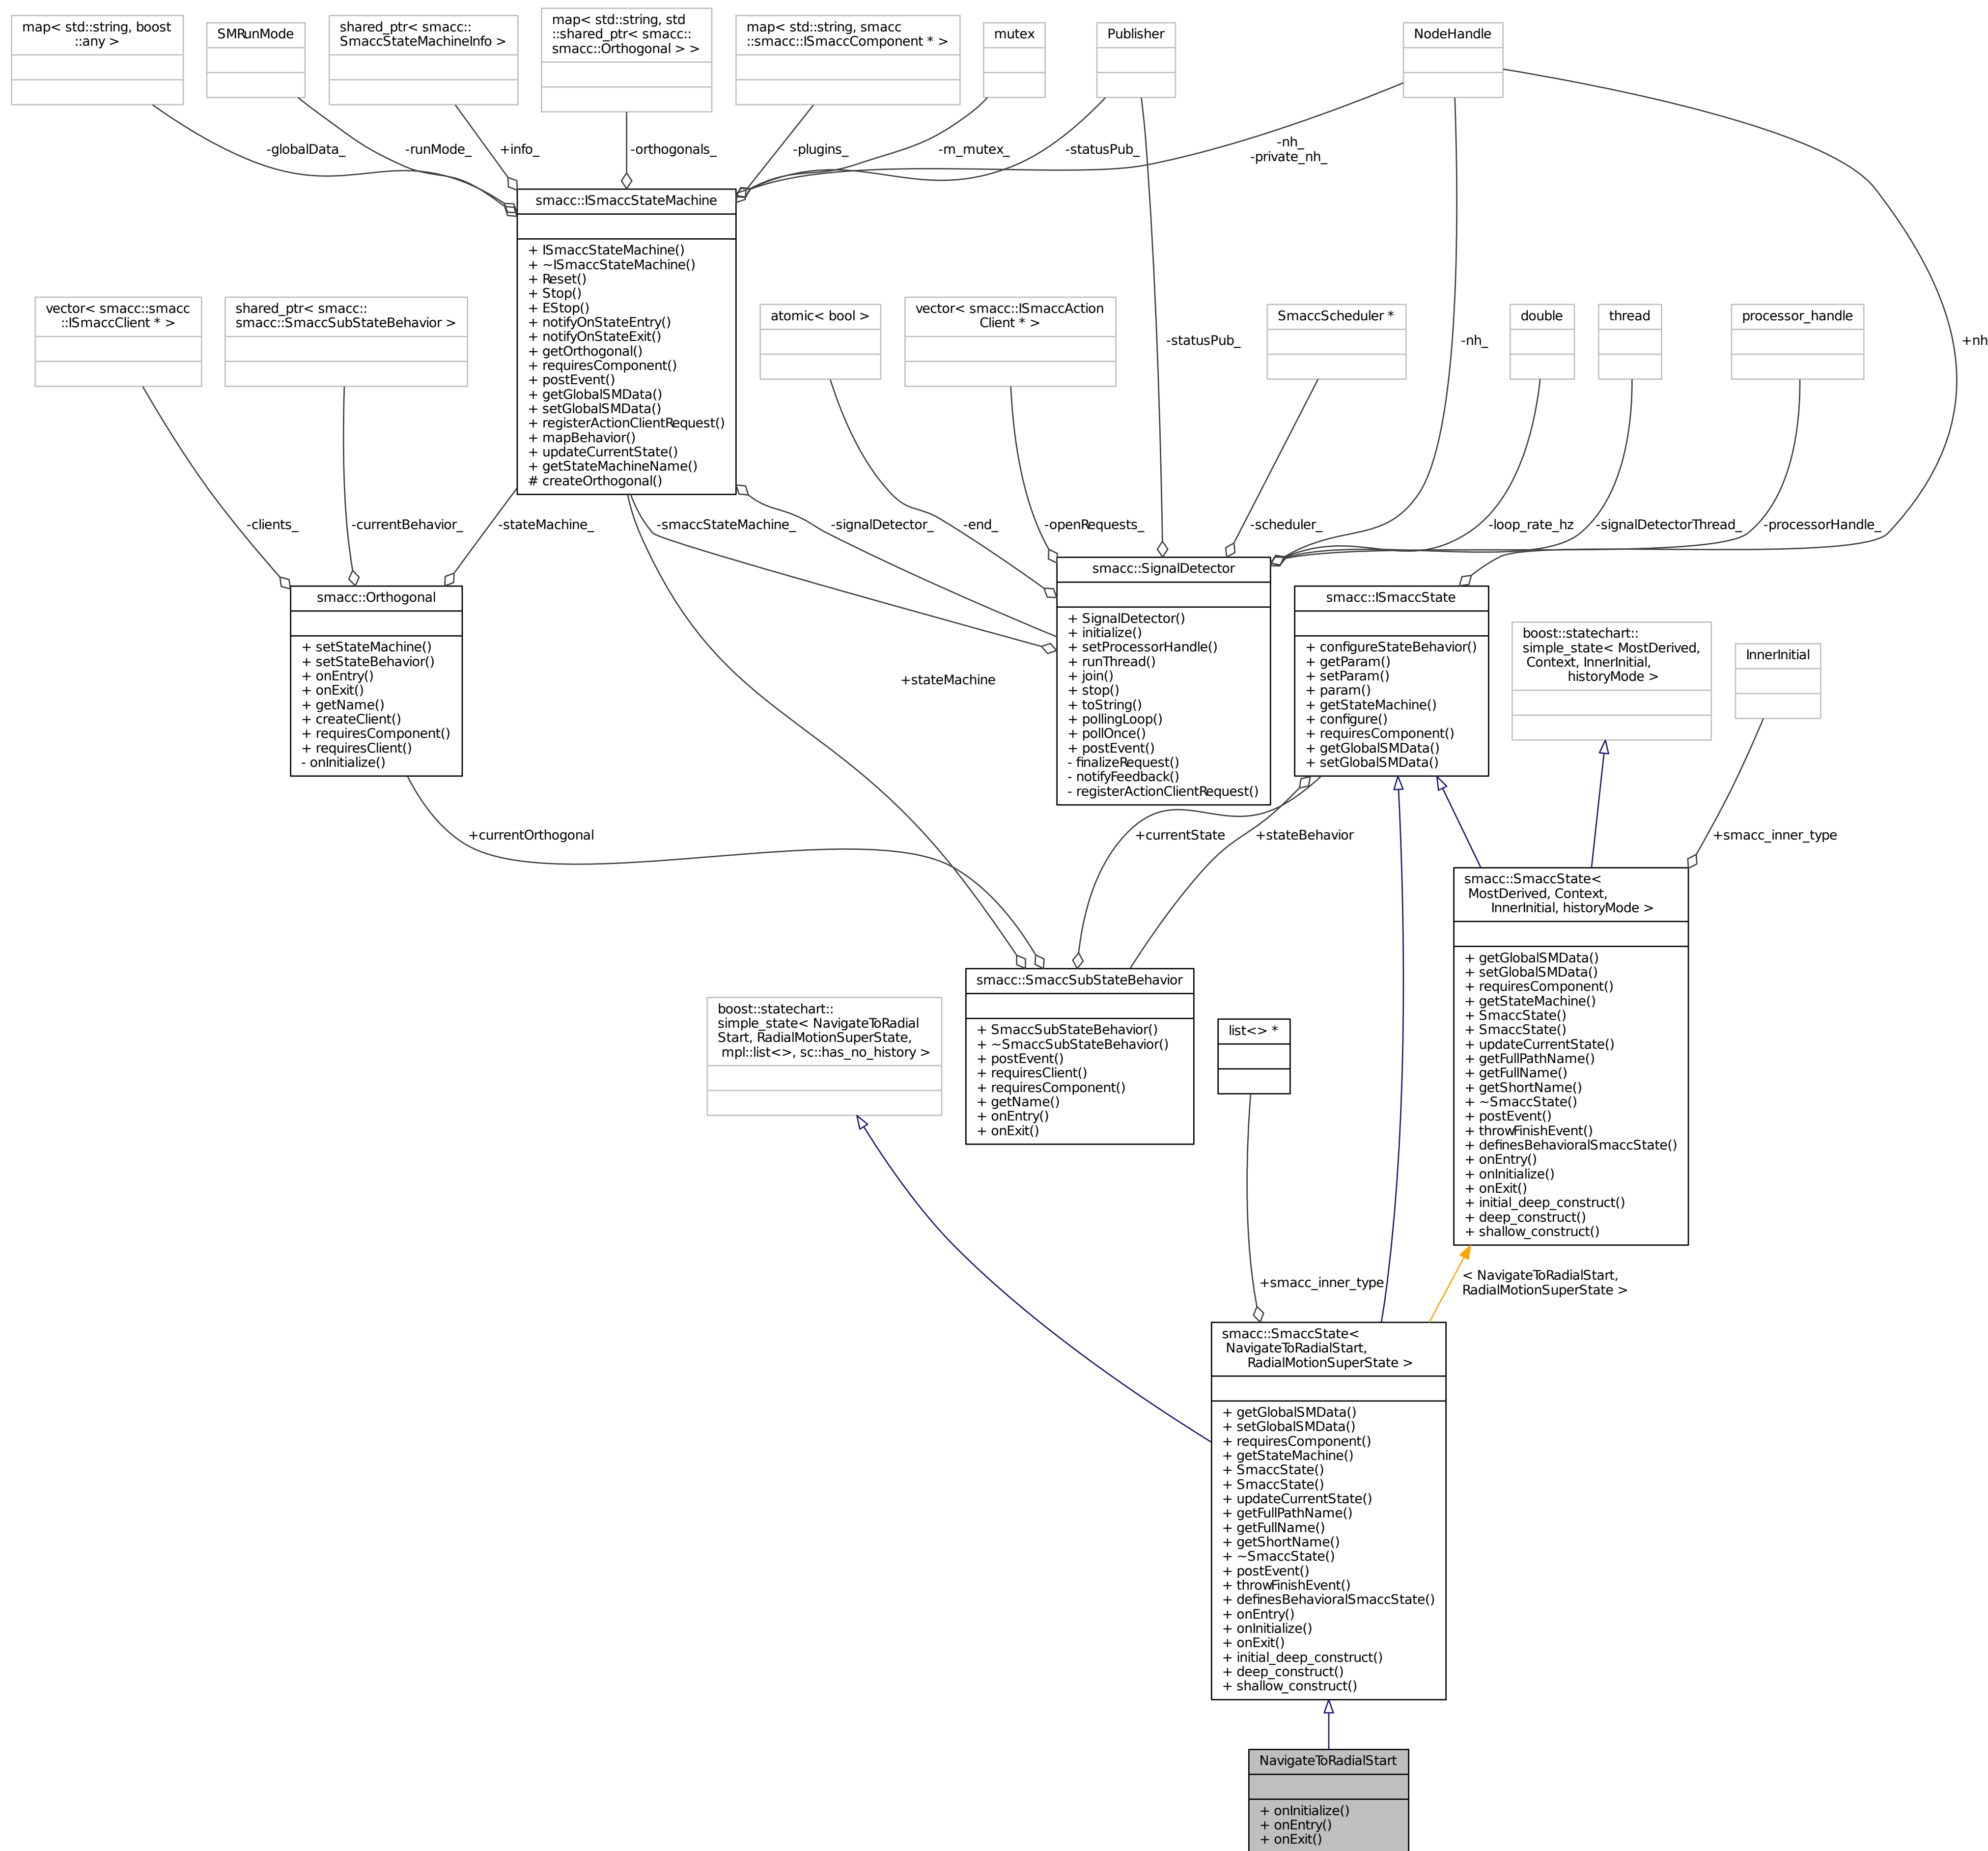 map< std::string, boost
::any >
SMRunMode
shared_ptr< smacc::
SmaccStateMachineInfo >
map< std::string, std
::shared_ptr< smacc::
smacc::Orthogonal > >
map< std::string, smacc
::smacc::ISmaccComponent * >
mutex
Publisher
NodeHandle
-globalData_
-runMode_
+info_
-orthogonals_
-plugins_
-m_mutex_
-statusPub_
-nh_
-private_nh_
smacc::ISmaccStateMachine
+ ISmaccStateMachine()
+ ~ISmaccStateMachine()
+ Reset()
+ Stop()
+ EStop()
+ notifyOnStateEntry()
+ notifyOnStateExit()
+ getOrthogonal()
+ requiresComponent()
+ postEvent()
+ getGlobalSMData()
+ setGlobalSMData()
+ registerActionClientRequest()
+ mapBehavior()
+ updateCurrentState()
+ getStateMachineName()
# createOrthogonal()
vector< smacc::smacc
::ISmaccClient * >
shared_ptr< smacc::
smacc::SmaccSubStateBehavior >
atomic< bool >
vector< smacc::ISmaccAction
Client * >
SmaccScheduler *
double
thread
processor_handle
-statusPub_
-nh_
+nh
-clients_
-currentBehavior_
-stateMachine_
-smaccStateMachine_
-signalDetector_
-end_
-openRequests_
-scheduler_
-loop_rate_hz
-signalDetectorThread_
-processorHandle_
smacc::Orthogonal
+ setStateMachine()
+ setStateBehavior()
+ onEntry()
+ onExit()
+ getName()
+ createClient()
+ requiresComponent()
+ requiresClient()
- onInitialize()
smacc::SignalDetector
+ SignalDetector()
+ initialize()
+ setProcessorHandle()
+ runThread()
+ join()
+ stop()
+ toString()
+ pollingLoop()
+ pollOnce()
+ postEvent()
- finalizeRequest()
- notifyFeedback()
- registerActionClientRequest()
smacc::ISmaccState
+ configureStateBehavior()
+ getParam()
+ setParam()
+ param()
+ getStateMachine()
+ configure()
+ requiresComponent()
+ getGlobalSMData()
+ setGlobalSMData()
boost::statechart::
simple_state< MostDerived,
Context, InnerInitial,
historyMode >
InnerInitial
+stateMachine
+currentOrthogonal
+currentState
+stateBehavior
+smacc_inner_type
smacc::SmaccState<
MostDerived, Context,
InnerInitial, historyMode >
+ getGlobalSMData()
+ setGlobalSMData()
+ requiresComponent()
+ getStateMachine()
+ SmaccState()
+ SmaccState()
+ updateCurrentState()
+ getFullPathName()
+ getFullName()
+ getShortName()
+ ~SmaccState()
+ postEvent()
+ throwFinishEvent()
+ definesBehavioralSmaccState()
+ onEntry()
+ onInitialize()
+ onExit()
+ initial_deep_construct()
+ deep_construct()
+ shallow_construct()
boost::statechart::
simple_state< NavigateToRadial
Start, RadialMotionSuperState,
mpl::list<>, sc::has_no_history >
smacc::SmaccSubStateBehavior
+ SmaccSubStateBehavior()
+ ~SmaccSubStateBehavior()
+ postEvent()
+ requiresClient()
+ requiresComponent()
+ getName()
+ onEntry()
+ onExit()
list<> *
+smacc_inner_type
< NavigateToRadialStart,
RadialMotionSuperState >
smacc::SmaccState<
NavigateToRadialStart,
RadialMotionSuperState >
+ getGlobalSMData()
+ setGlobalSMData()
+ requiresComponent()
+ getStateMachine()
+ SmaccState()
+ SmaccState()
+ updateCurrentState()
+ getFullPathName()
+ getFullName()
+ getShortName()
+ ~SmaccState()
+ postEvent()
+ throwFinishEvent()
+ definesBehavioralSmaccState()
+ onEntry()
+ onInitialize()
+ onExit()
+ initial_deep_construct()
+ deep_construct()
+ shallow_construct()
NavigateToRadialStart
+ onInitialize()
+ onEntry()
+ onExit()